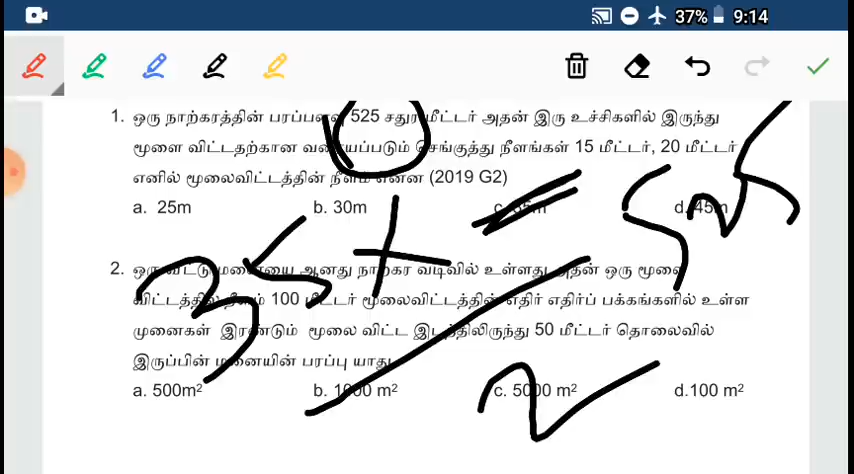 37% 9:14
1. ஒரு நாற்கரத்தின் பரப்பளவு 525 சதுர மீட்டர் அதன் இரு உச்சிகளில் இருந்து
மூளை விட்டதற்கான வரையப்படும் செங்குத்து நீளங்கள் 15 மீட்டர், 20 மீட்டர்
எனில் மூலைவிட்டத்தின் நீளம் என்ன (2019 G2)
a. 25m b. 30m c. 35m d. 45m
2. ஒரு வீட்டு மனையை ஆனது நாற்கர வடிவில் உள்ளது அதன் ஒரு மூலை
விட்டத்தின் நீளம் 100 மீட்டர் மூலைவிட்டத்தின் எதிர் எதிர்ப் பக்கங்களில் உள்ள
முனைகள் இரண்டும் மூலை விட்ட இடத்திலிருந்து 50 மீட்டர் தொலைவில்
இருப்பின் மனையின் பரப்பு யாது
a. 500m² b. 1000 m² c. 5000 m² d.100 m²
35 + = 525
2